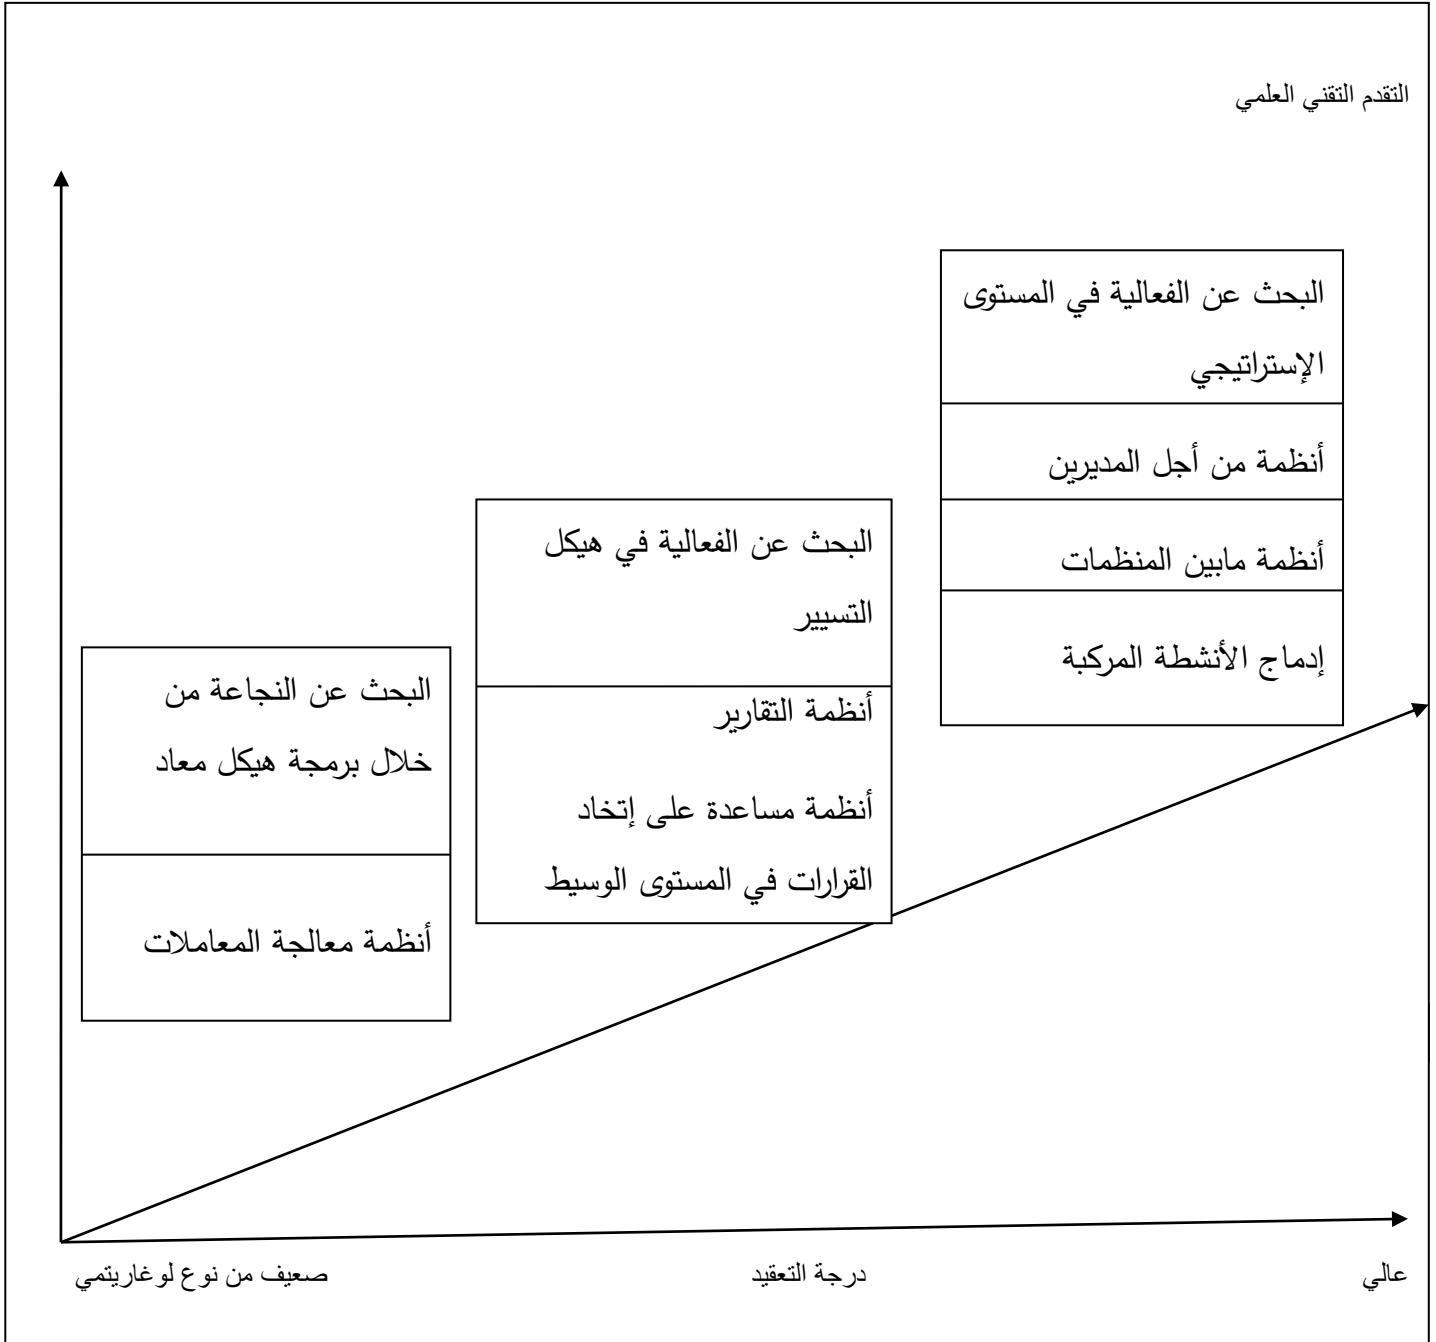 التقدم التقني العلمي
البحث عن الفعالية في المستوى
الإستراتيجي
أنظمة من أجل المديرين
أنظمة مابين المنظمات
إدماج الأنشطة المركبة
البحث عن الفعالية في هيكل
التسيير
أنظمة التقارير
أنظمة مساعدة على إتخاد
القرارات في المستوى الوسيط
البحث عن النجاعة من
خلال برمجة هيكل معاد
أنظمة معالجة المعاملات
عالي
درجة التعقيد
صعيف من نوع لوغاريتمي